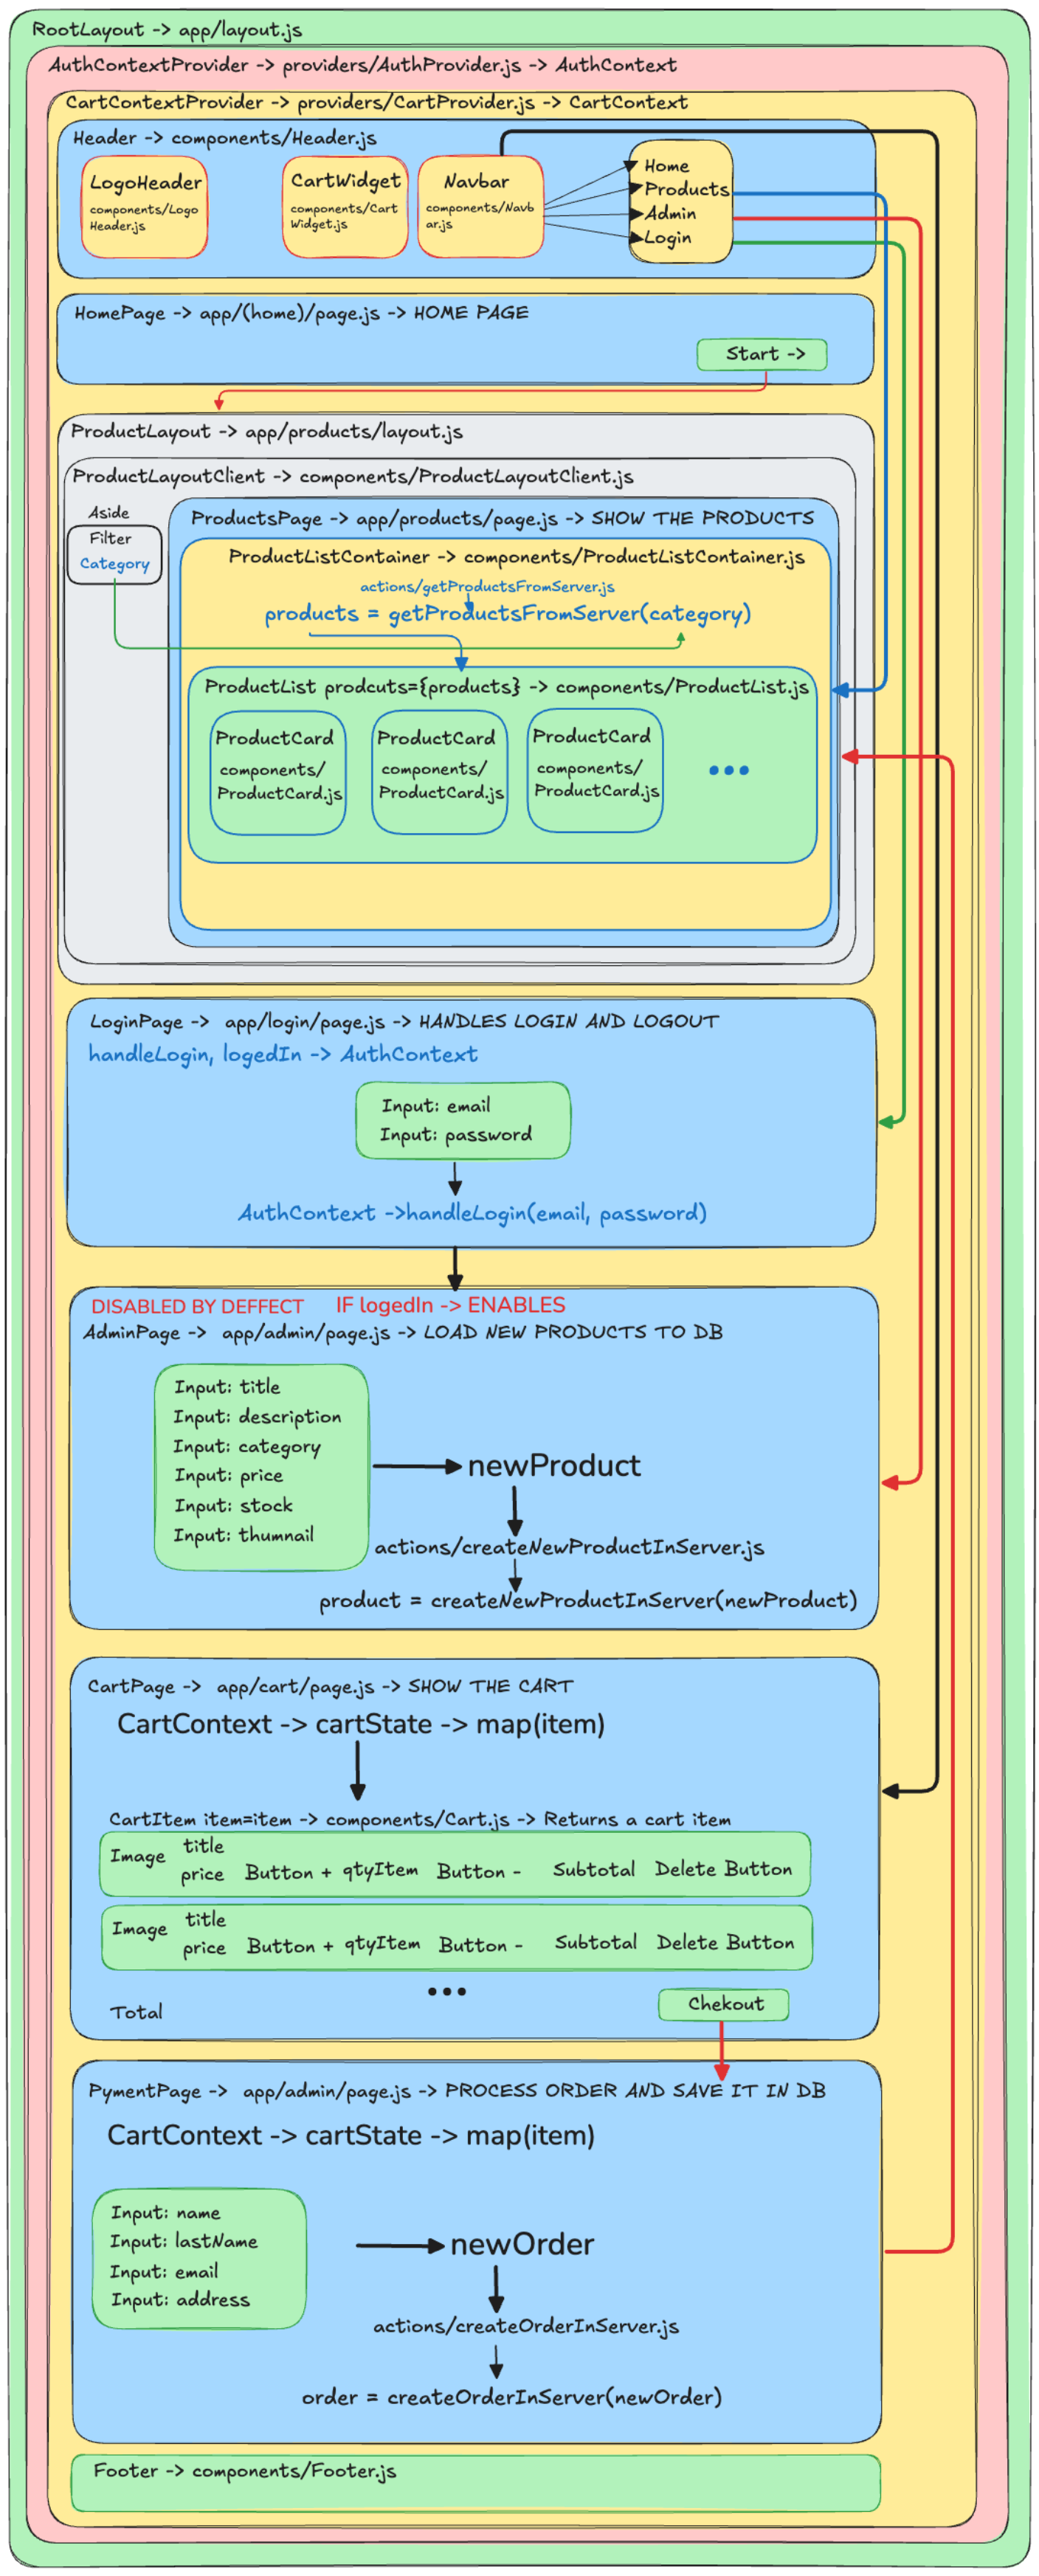 RootLayout -> app/layout.js
AuthContextProvider -> providers/AuthProvider.js -> AuthContext
CartContextProvider -> providers/CartProvider.js -> CartContext
Header -> components/Header.js
LogoHeader
components/Logo
Header.js
CartWidget
components/Cart
Widget.js
Navbar
components/Navb
ar.js
Home
Products
Admin
Login
HomePage -> app/(home)/page.js -> HOME PAGE
Start ->
ProductLayout -> app/products/layout.js
ProductLayoutClient -> components/ProductLayoutClient.js
Aside
Filter
Category
ProductsPage -> app/products/page.js -> SHOW THE PRODUCTS
ProductListContainer -> components/ProductListContainer.js
actions/getProductsFromServer.js
products = getProductsFromServer(category)
ProductList prodcuts={products} -> components/ProductList.js
ProductCard
components/
ProductCard.js
ProductCard
components/
ProductCard.js
ProductCard
components/
ProductCard.js
...
LoginPage -> app/login/page.js -> HANDLES LOGIN AND LOGOUT
handleLogin, logedIn -> AuthContext
Input: email
Input: password
AuthContext ->handleLogin(email, password)
DISABLED BY DEFFECT IF logedIn -> ENABLES
AdminPage -> app/admin/page.js -> LOAD NEW PRODUCTS TO DB
Input: title
Input: description
Input: category
Input: price
Input: stock
Input: thumnail
newProduct
actions/createNewProductInServer.js
product = createNewProductInServer(newProduct)
CartPage -> app/cart/page.js -> SHOW THE CART
CartContext -> cartState -> map(item)
CartItem item=item -> components/Cart.js -> Returns a cart item
Image title
price Button + qtyItem Button - Subtotal Delete Button
Image title
price Button + qtyItem Button - Subtotal Delete Button
...
Total
Chekout
PymentPage -> app/admin/page.js -> PROCESS ORDER AND SAVE IT IN DB
CartContext -> cartState -> map(item)
Input: name
Input: lastName
Input: email
Input: address
newOrder
actions/createOrderInServer.js
order = createOrderInServer(newOrder)
Footer -> components/Footer.js